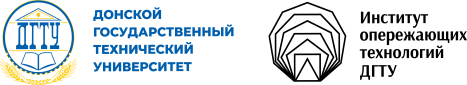 ДГТУ
ДОНСКОЙ
ГОСУДАРСТВЕННЫЙ
ТЕХНИЧЕСКИЙ
УНИВЕРСИТЕТ
Институт
опережающих
технологий
ДГТУ